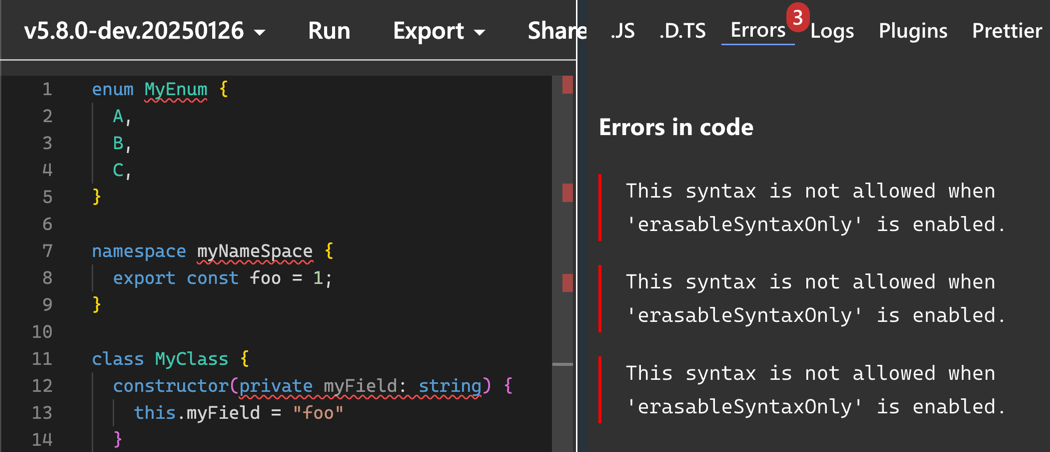 v5.8.0-dev.20250126 Run Export Share .JS .D.TS Errors 3 Logs Plugins Prettier
1 enum MyEnum {
2 A,
3 B,
4 C,
5 }
6
7 namespace myNameSpace {
8 export const foo = 1;
9 }
10
11 class MyClass {
12 constructor(private myField: string) {
13 this.myField = "foo"
14 }
Errors in code
This syntax is not allowed when
'erasableSyntaxOnly' is enabled.
This syntax is not allowed when
'erasableSyntaxOnly' is enabled.
This syntax is not allowed when
'erasableSyntaxOnly' is enabled.